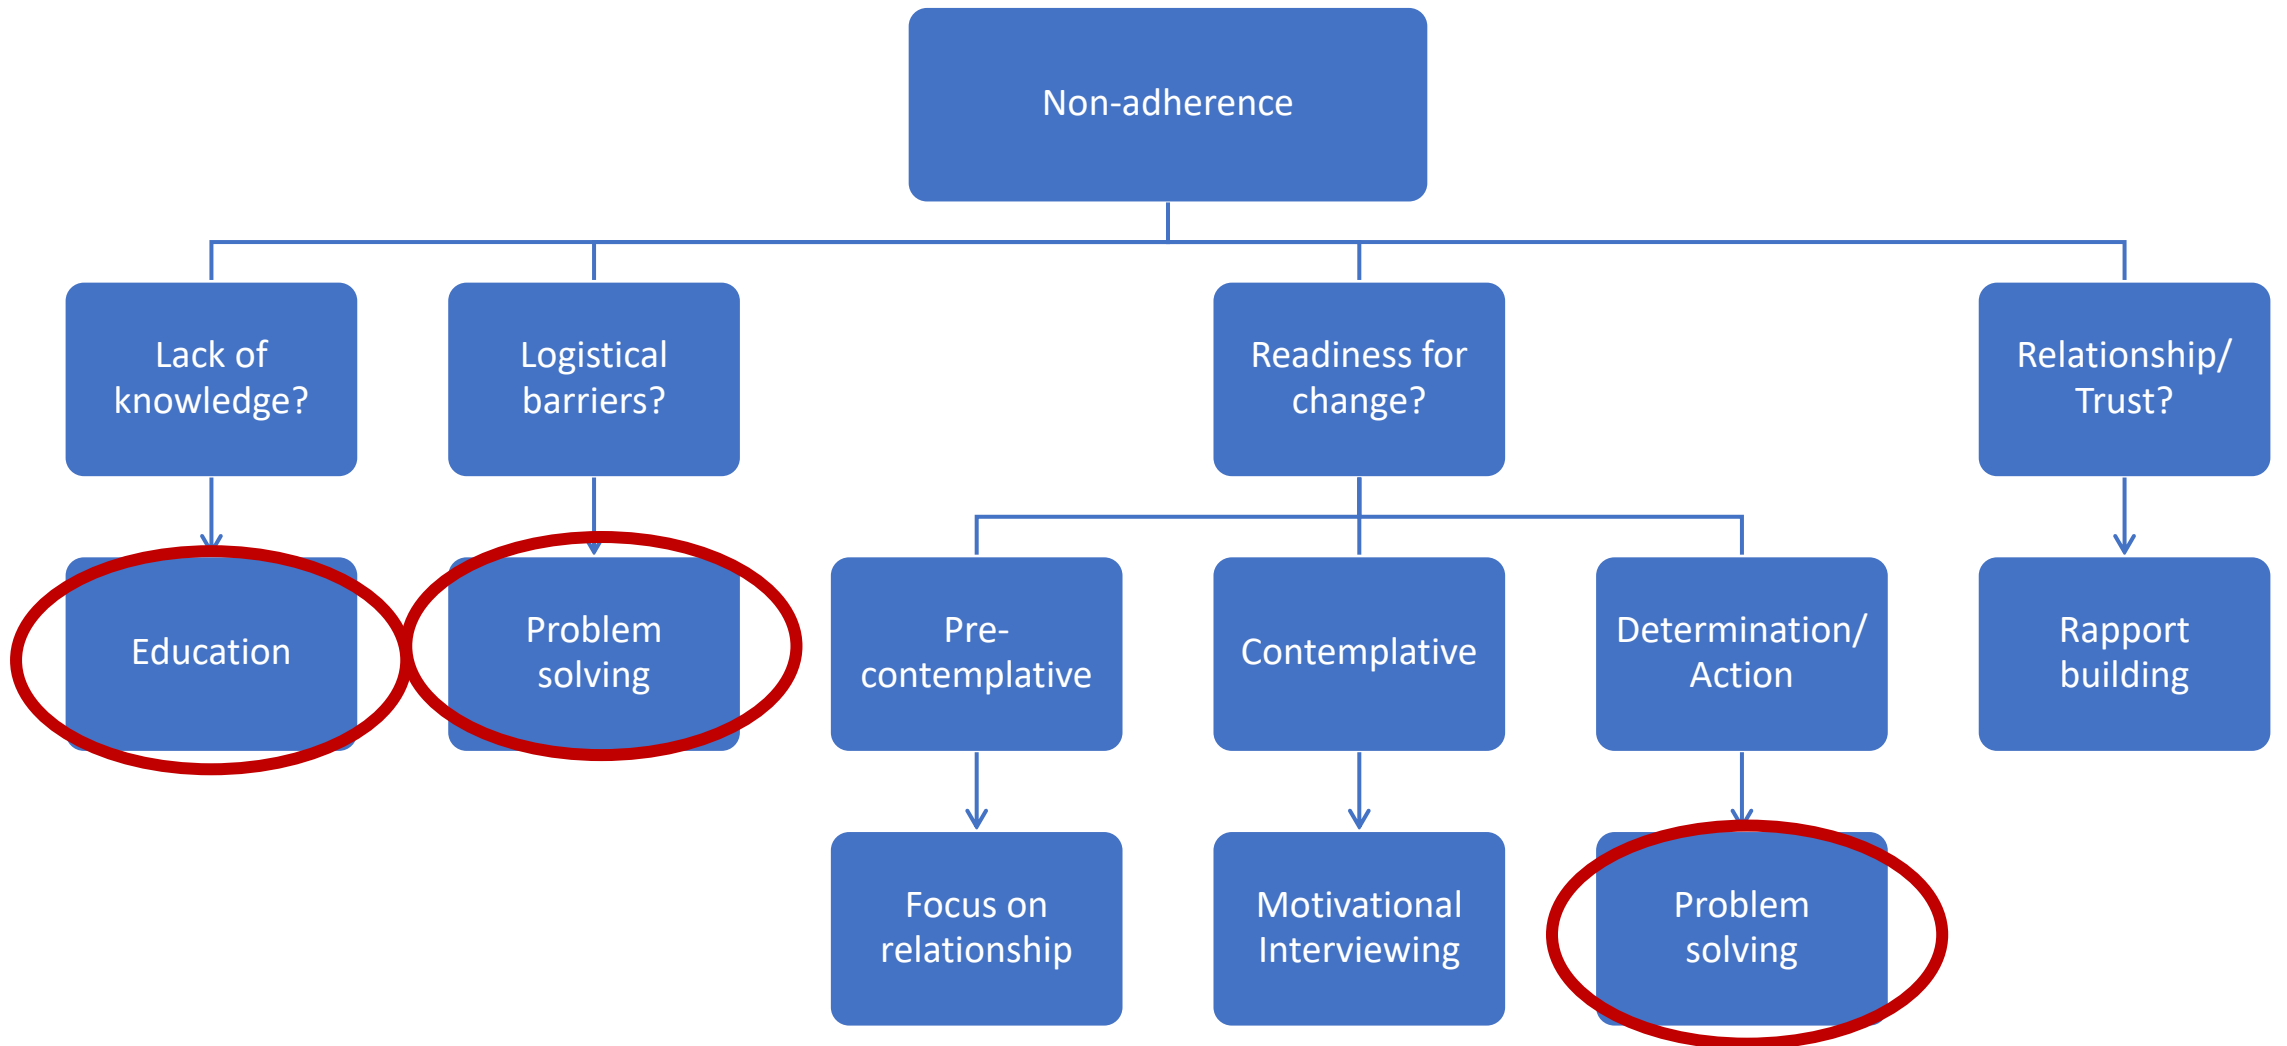 Non-adherence
Lack of
knowledge?
Logistical
barriers?
Readiness for
change?
Relationship/
Trust?
Education
Problem
solving
Pre-
contemplative
Contemplative
Determination/
Action
Rapport
building
Focus on
relationship
Motivational
Interviewing
Problem
solving